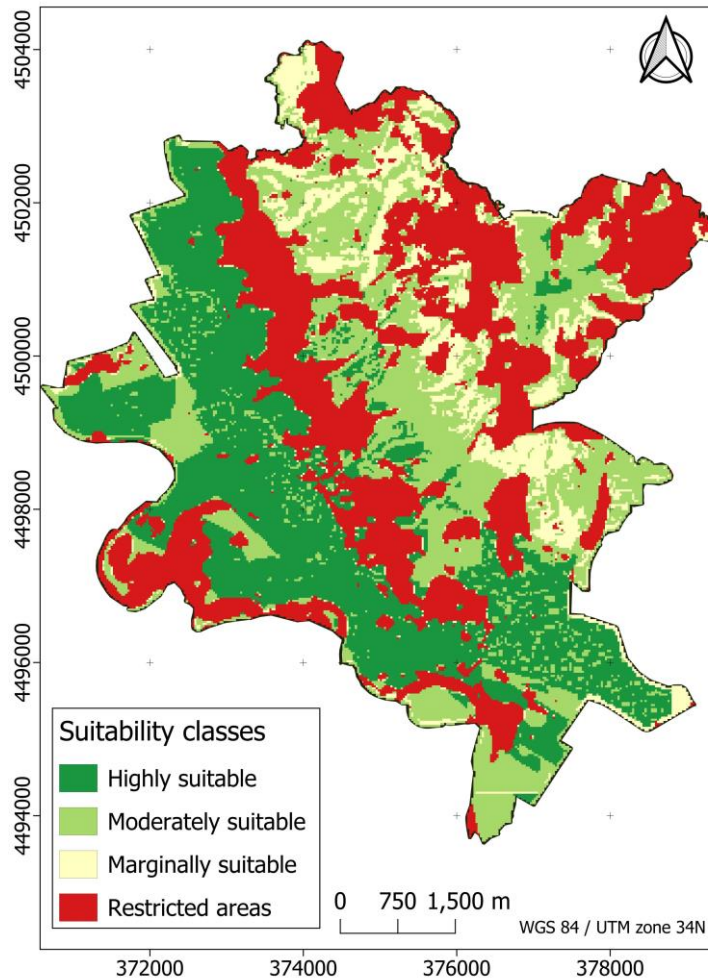 4504000
4502000
4500000
4498000
4496000
4494000
Suitability classes
Highly suitable
Moderately suitable
Marginally suitable
Restricted areas
0 750 1,500 m
WGS 84 / UTM zone 34N
372000 374000 376000 378000